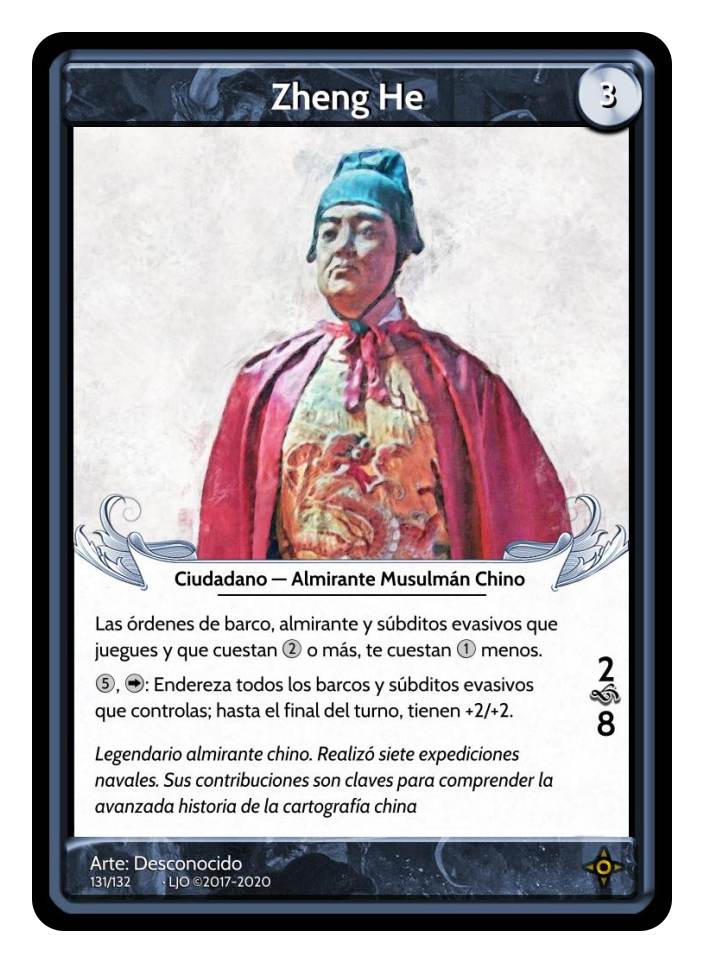 Zheng He
3
Ciudadano — Almirante Musulmán Chino
Las órdenes de barco, almirante y súbditos evasivos que
juegues y que cuestan 2 o más, te cuestan 1 menos.
5, ➡: Endereza todos los barcos y súbditos evasivos
que controlas; hasta el final del turno, tienen +2/+2.
2
8
Legendario almirante chino. Realizó siete expediciones
navales. Sus contribuciones son claves para comprender la
avanzada historia de la cartografía china
Arte: Desconocido
131/132 · LJO ©2017-2020